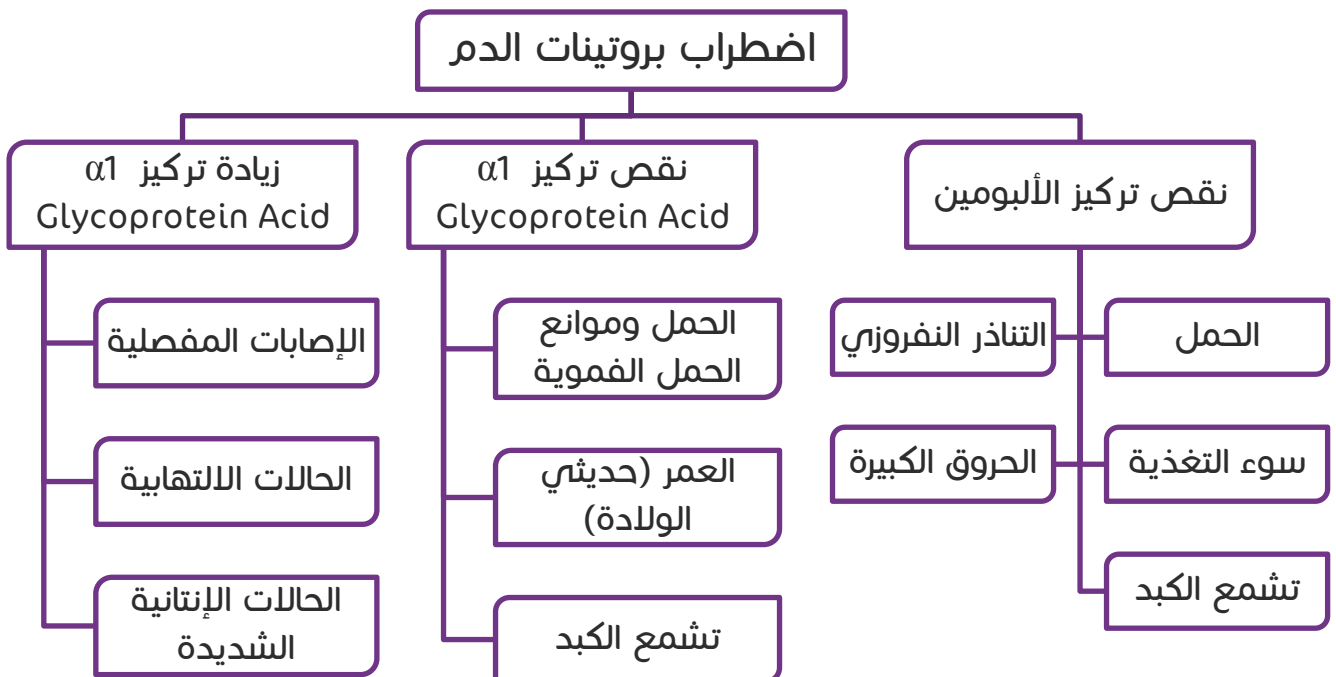 اضطراب بروتينات الدم
نقص تركيز الألبومين
الحمل
التناذر النفروزي
سوء التغذية
الحروق الكبيرة
تشمع الكبد
نقص تركيز α1
Glycoprotein Acid
الحمل وموانع
الحمل الفموية
العمر (حديثي
الولادة)
تشمع الكبد
زيادة تركيز α1
Glycoprotein Acid
الإصابات المفصلية
الحالات الالتهابية
الحالات الإنتانية
الشديدة